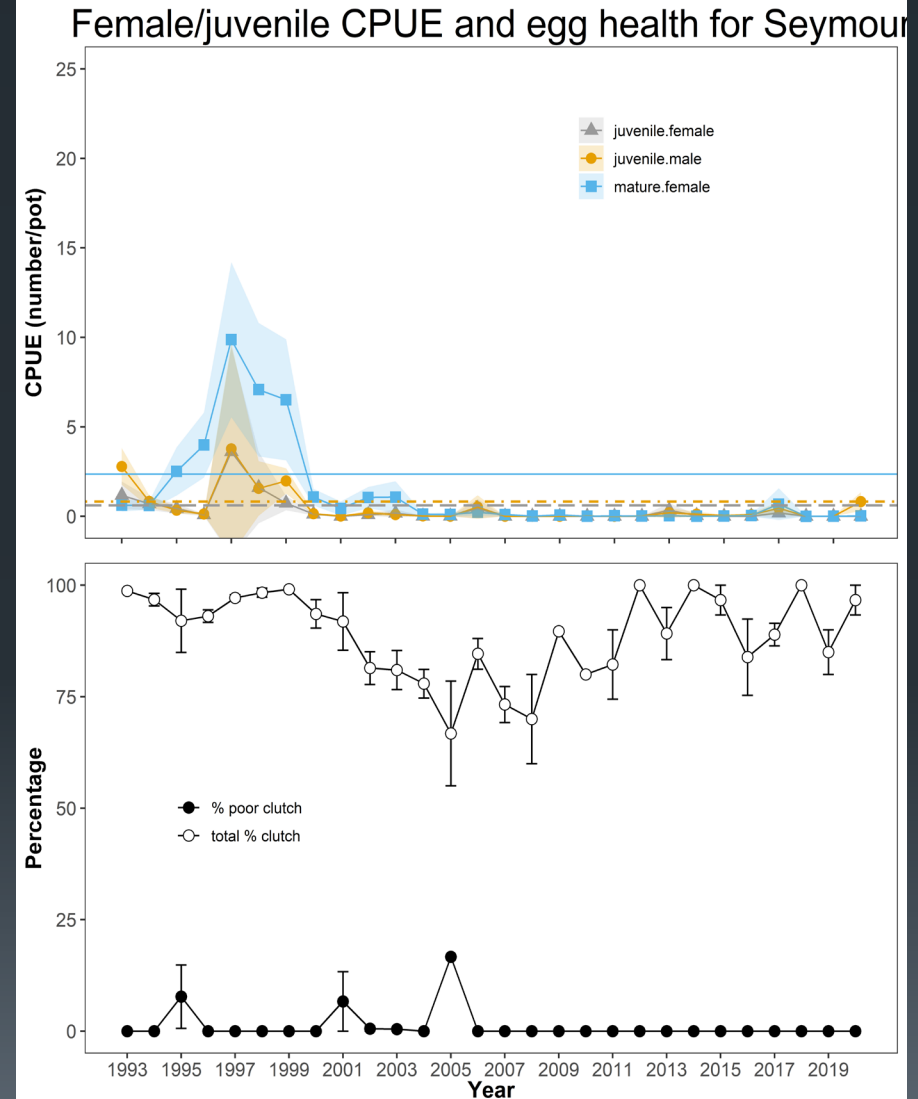 Female/juvenile CPUE and egg health for Seymour
25
20
15
10
5
0
CPUE (number/pot)
juvenile.female
juvenile.male
mature.female
100
75
50
25
0
Percentage
% poor clutch
total % clutch
1993 1995 1997 1999 2001 2003 2005 2007 2009 2011 2013 2015 2017 2019
Year